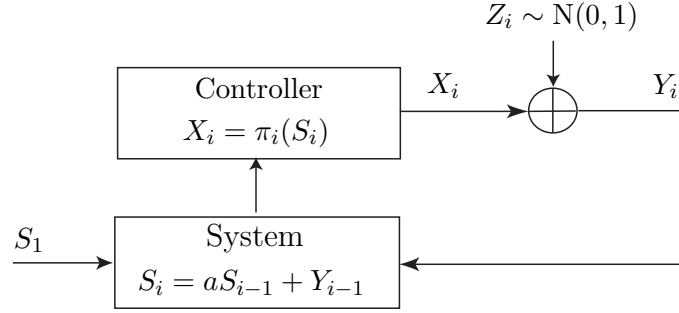 Z_i ∼ N(0, 1)
Controller
X_i = π_i(S_i)
X_i
Y_i
S_1
System
S_i = aS_{i−1} + Y_{i−1}